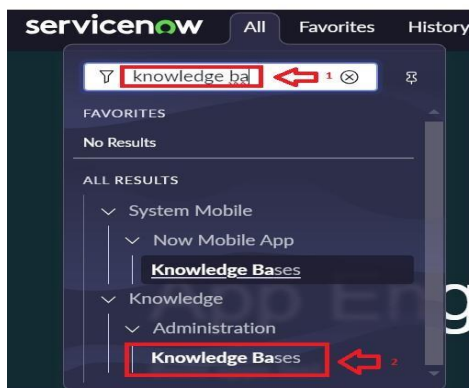 servicenow All Favorites History
knowledge ba 1
FAVORITES
No Results
ALL RESULTS
System Mobile
Now Mobile App
Knowledge Bases
Knowledge
Administration
Knowledge Bases 2